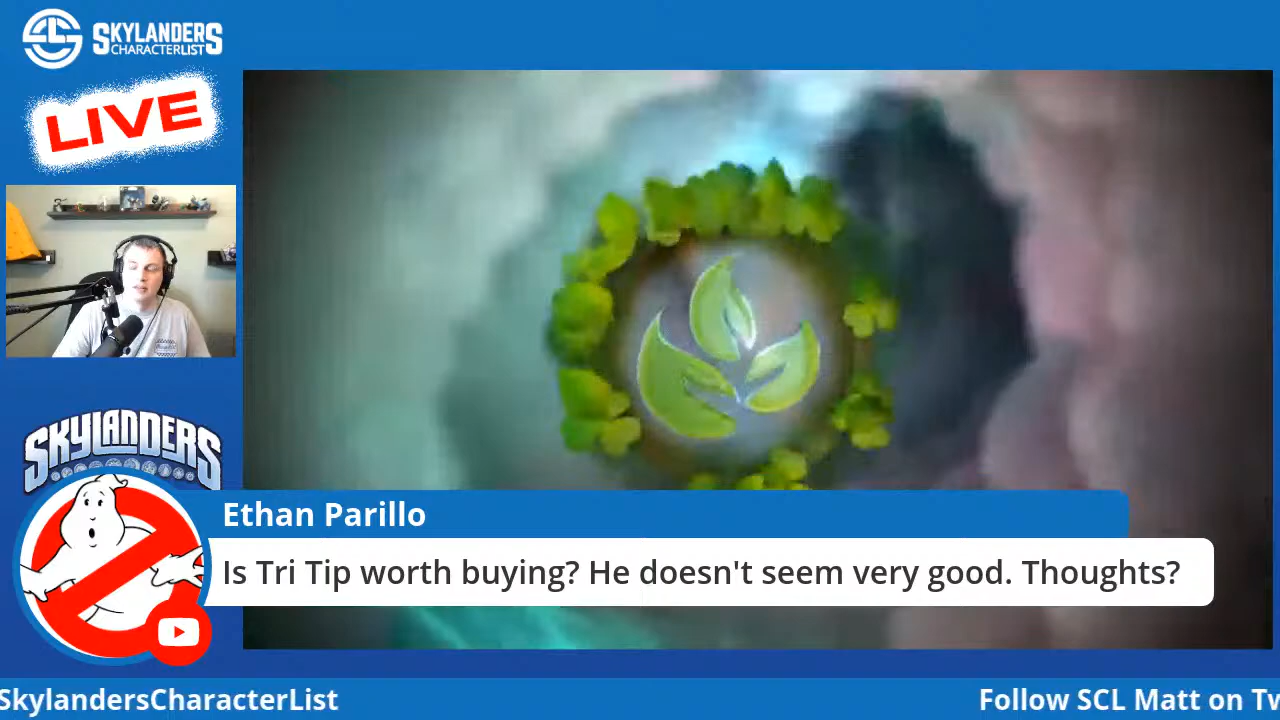 SKYLANDERS
CHARACTERLIST
LIVE
SKYLANDERS
Ethan Parillo
Is Tri Tip worth buying? He doesn't seem very good. Thoughts?
SkylandersCharacterList
Follow SCL Matt on Tw